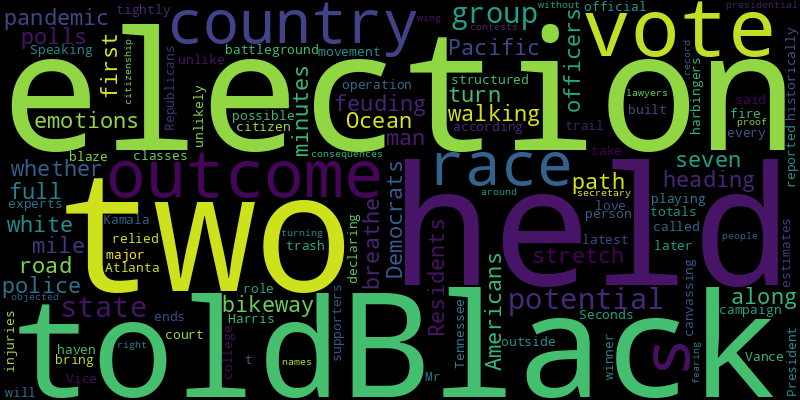 pandemic
tightly
country
group
without
official
wing
contests
presidential
polls
Speaking
first
citizenship
Republicans
unlike
battleground
movement
Pacific
vote
officers
election
minutes
operation
structured
lawyers
record
historically
emotions
unlikely
possible
citizen
feuding
Ocean
turn
walking
according
trail
built
harbingers
said
fire
proof
every
reported
blaze
classes
consequences
man
whether
outcome
race
seven
take
full
experts
two
held
path
secretary
heading
white
Kamala
declaring
breathe
Democrats
around
stretch
love
person
playing
totals
latest
called
later
people
mile
relied
major
Atlanta
turning
trash
road
Residents
Americans
outside
canvassing
estimates
police
objected
state
role
bikeway
potential
along
told
Black
s
ends
Harris
supporters
Seconds
campaign
injuries
haven
bring
court
college
right
t
names
Mr
Tennessee
winner
fearing
Vance
President
will
Vice